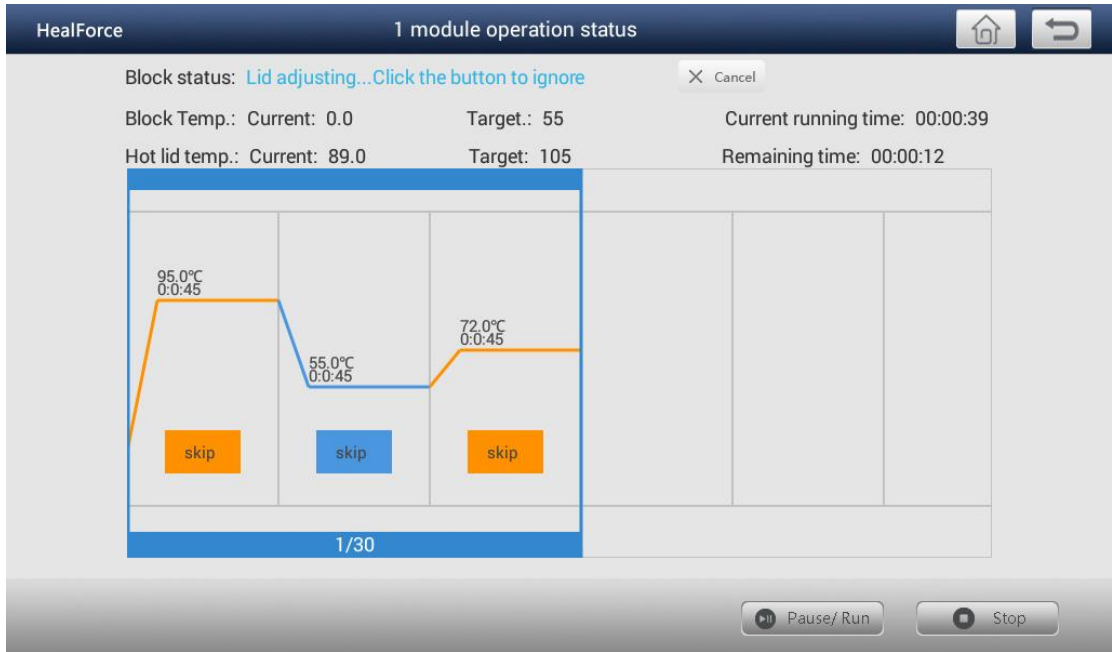 HealForce 1 module operation status
Block status: Lid adjusting...Click the button to ignore Cancel
Block Temp.: Current: 0.0 Target.: 55 Current running time: 00:00:39
Hot lid temp.: Current: 89.0 Target: 105 Remaining time: 00:00:12
95.0℃
0:0:45
55.0℃
0:0:45
72.0℃
0:0:45
skip skip skip
1/30
Pause/ Run Stop